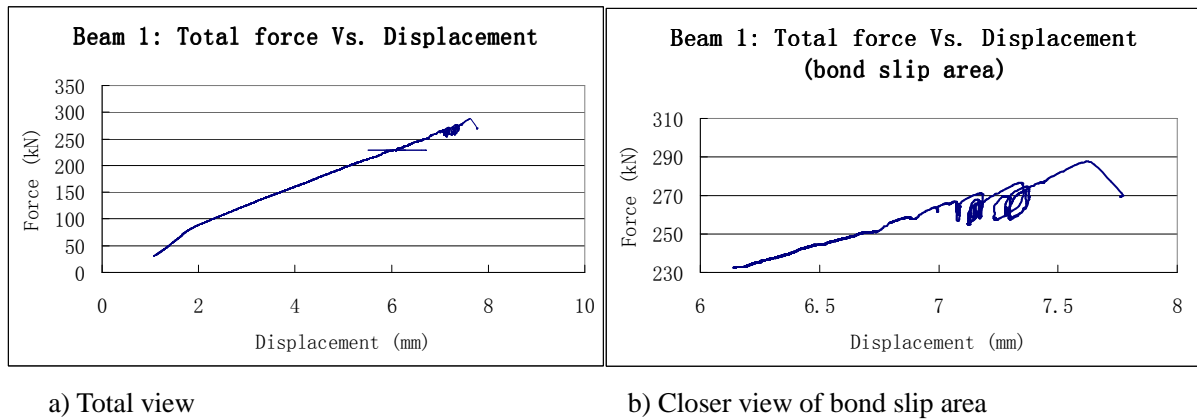 Beam 1: Total force Vs. Displacement
350
300
250
200
150
100
50
0
Force (kN)
0 2 4 6 8 10
Displacement (mm)
Beam 1: Total Force Vs. Displacement
(bond slip area)
310
290
270
250
230
Force (kN)
6 6.5 7 7.5 8
Displacement (mm)
a) Total view
b) Closer view of bond slip area